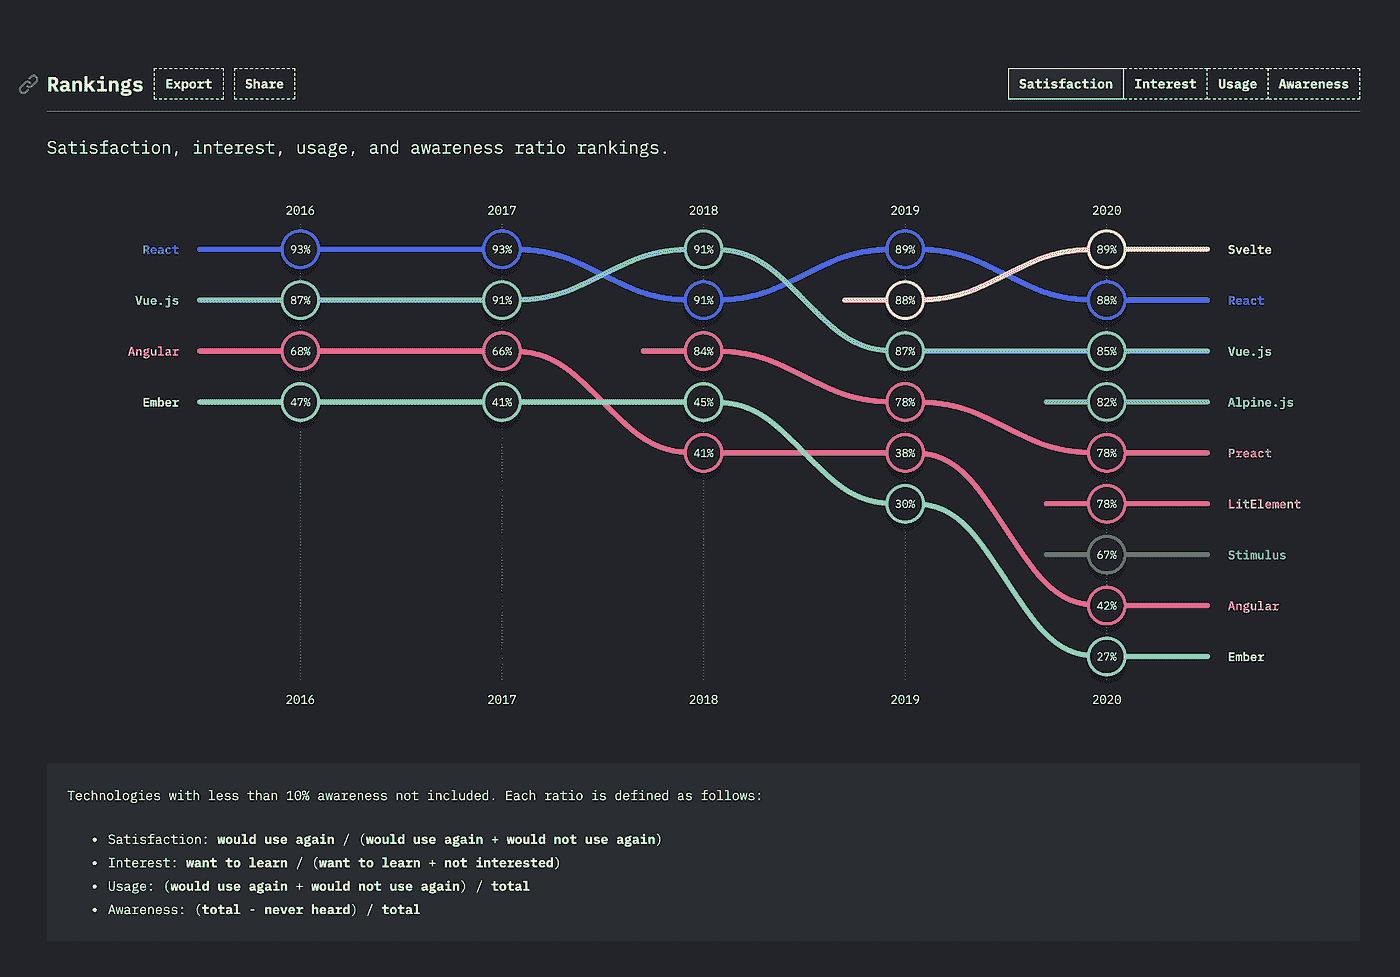 Rankings Export Share Satisfaction Interest Usage Awareness
Satisfaction, interest, usage, and awareness ratio rankings.
2016 2017 2018 2019 2020
React 93% 93% 91% 89% 89% Svelte
Vue.js 87% 91% 91% 88% 88% React
Angular 68% 66% 84% 87% 85% Vue.js
Ember 47% 41% 45% 78% 82% Alpine.js
41% 38% 78% Preact
30% 78% LitElement
67% Stimulus
42% Angular
27% Ember
2016 2017 2018 2019 2020
Technologies with less than 10% awareness not included. Each ratio is defined as follows:
• Satisfaction: would use again / (would use again + would not use again)
• Interest: want to learn / (want to learn + not interested)
• Usage: (would use again + would not use again) / total
• Awareness: (total - never heard) / total